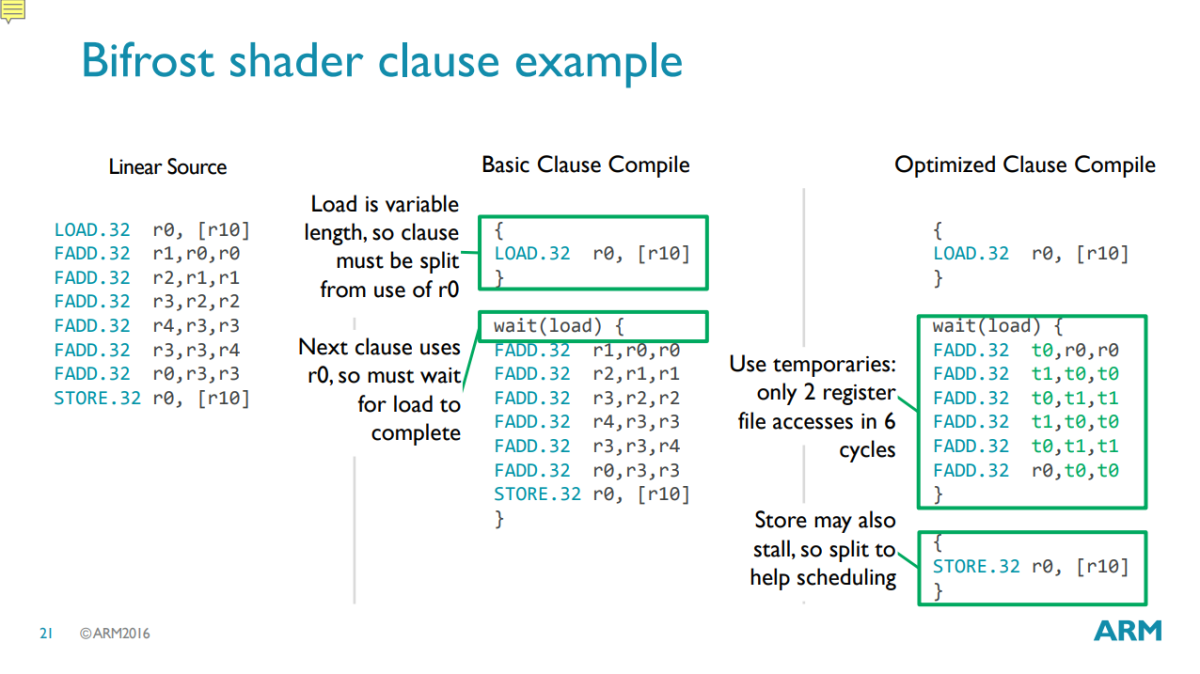 Bifrost shader clause example
Linear Source
LOAD.32 r0, [r10]
FADD.32 r1,r0,r0
FADD.32 r2,r1,r1
FADD.32 r3,r2,r2
FADD.32 r4,r3,r3
FADD.32 r3,r3,r4
FADD.32 r0,r3,r3
STORE.32 r0, [r10]
Basic Clause Compile
Load is variable
length, so clause
must be split
from use of r0
Next clause uses
r0, so must wait
for load to
complete
{
LOAD.32 r0, [r10]
}
wait(load) {
FADD.32 r1,r0,r0
FADD.32 r2,r1,r1
FADD.32 r3,r2,r2
FADD.32 r4,r3,r3
FADD.32 r3,r3,r4
FADD.32 r0,r3,r3
STORE.32 r0, [r10]
}
Optimized Clause Compile
Use temporaries:
only 2 register
file accesses in 6
cycles
Store may also
stall, so split to
help scheduling
{
LOAD.32 r0, [r10]
}
wait(load) {
FADD.32 t0,r0,r0
FADD.32 t1,t0,t0
FADD.32 t0,t1,t1
FADD.32 t1,t0,t0
FADD.32 t0,t1,t1
FADD.32 r0,t0,t0
}
{
STORE.32 r0, [r10]
}
21 ©ARM2016
ARM